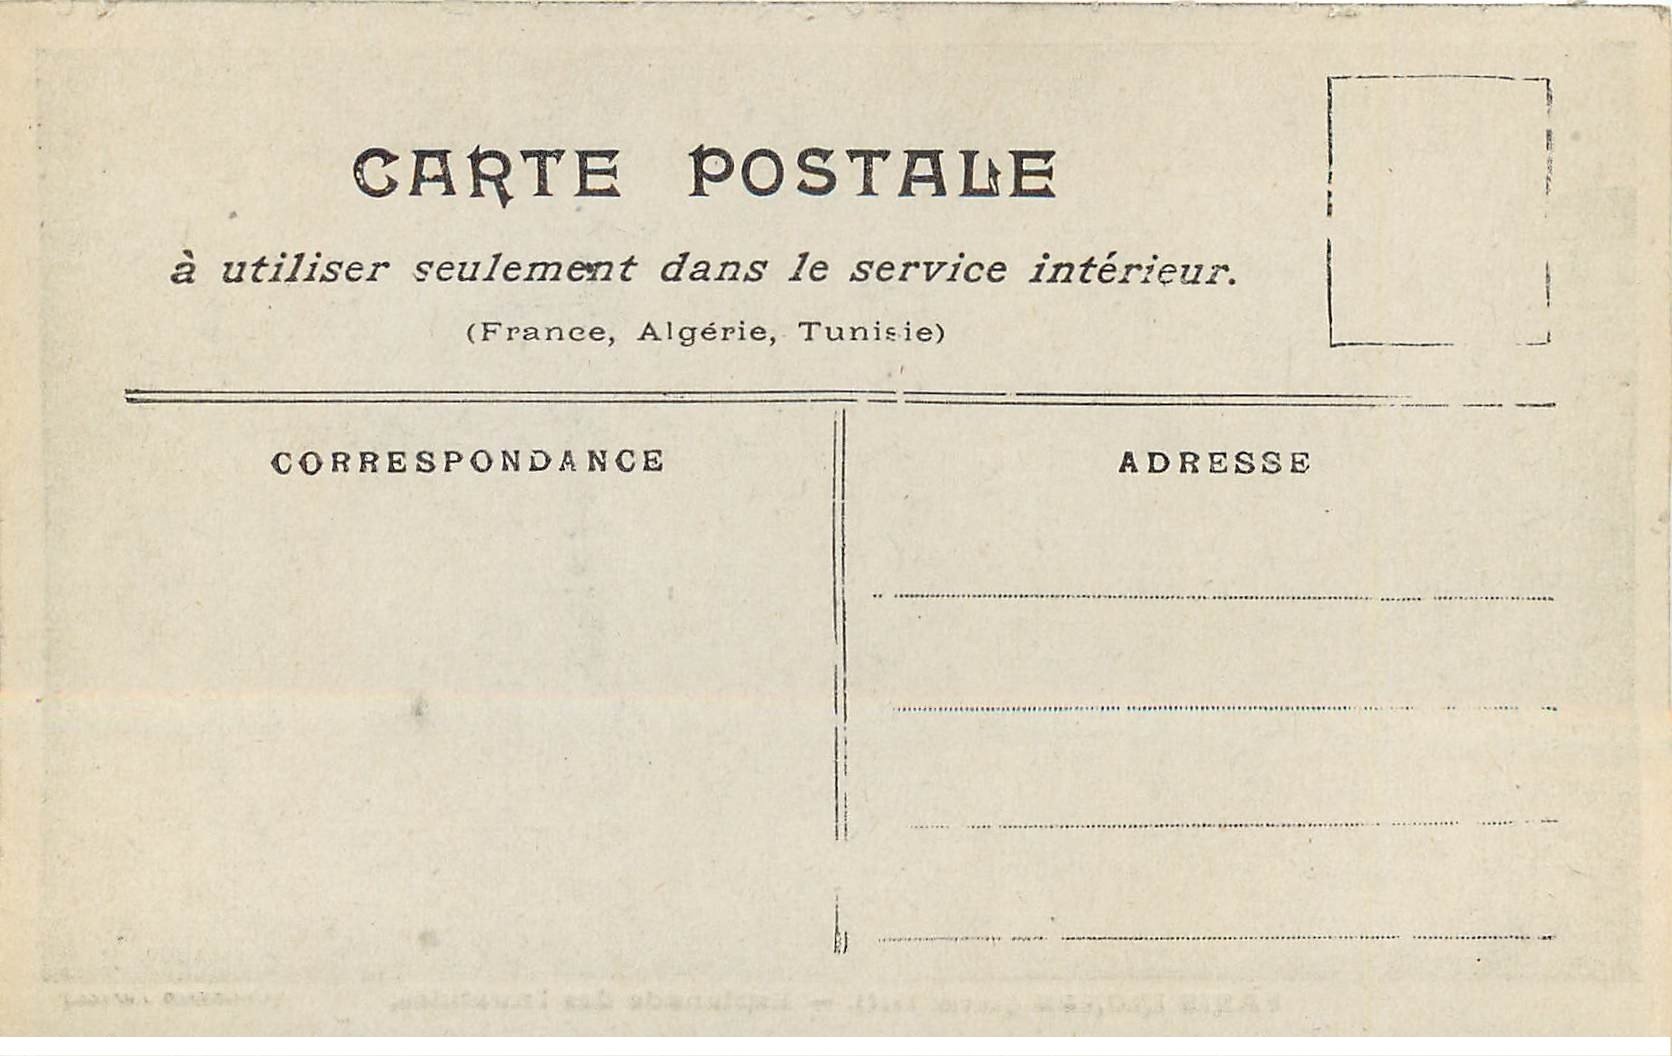 CARTE POSTALE
à utiliser seulement dans le service intérieur.
(France, Algérie, Tunisie)
CORRESPONDANCE
ADRESSE